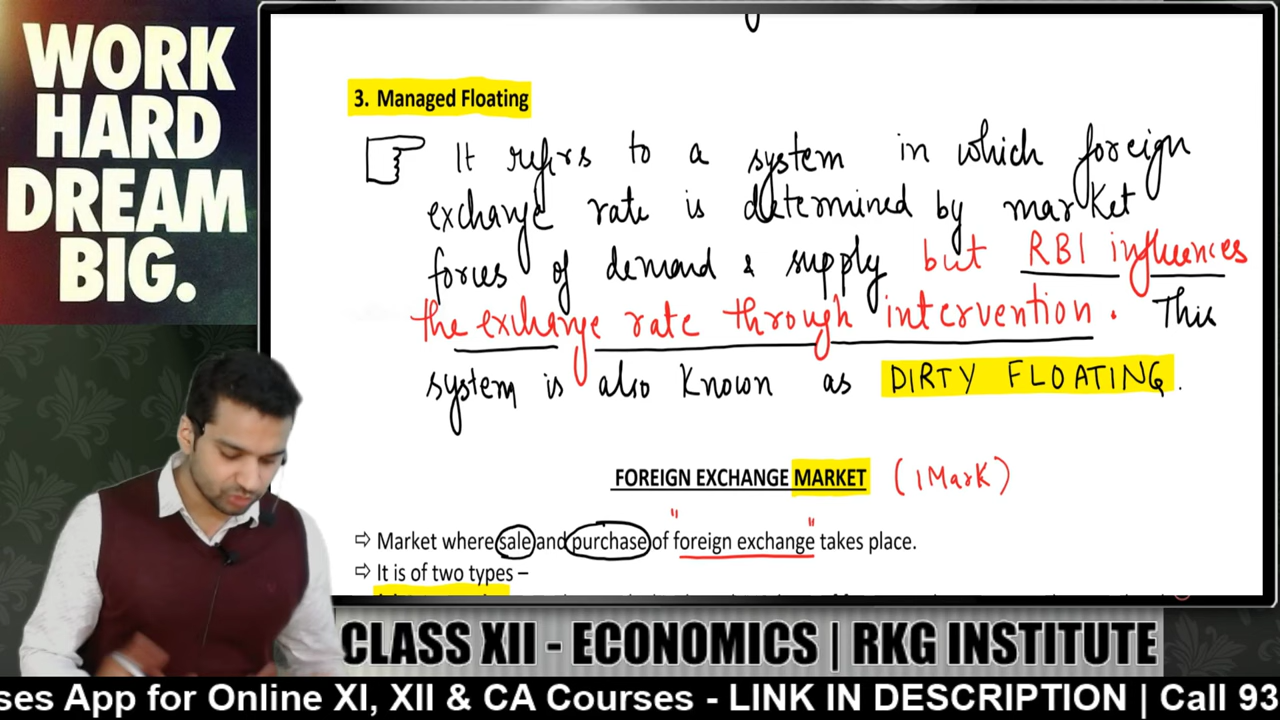 WORK
HARD
DREAM
BIG.
3. Managed Floating
It refers to a system in which foreign
exchange rate is determined by market
forces of demand & supply but RBI influences
the exchange rate through intervention. This
system is also known as DIRTY FLOATING.
FOREIGN EXCHANGE MARKET (1 Mark)
⇨ Market where sale and purchase of "foreign exchange" takes place.
⇨ It is of two types –
CLASS XII - ECONOMICS | RKG INSTITUTE
ses App for Online XI, XII & CA Courses - LINK IN DESCRIPTION | Call 93